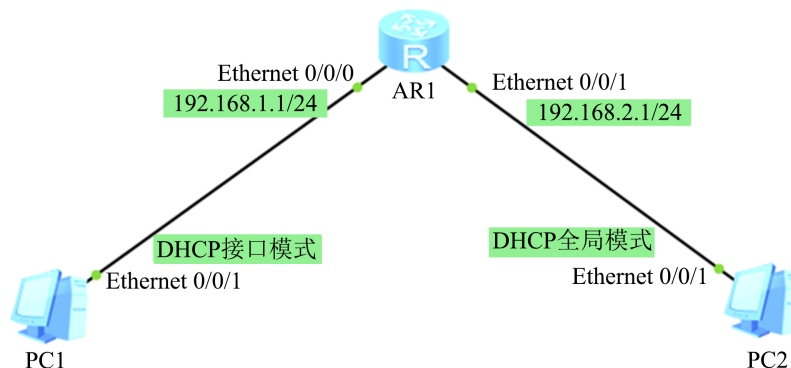 R
AR1
Ethernet 0/0/0
192.168.1.1/24
Ethernet 0/0/1
192.168.2.1/24
DHCP接口模式
DHCP全局模式
Ethernet 0/0/1
Ethernet 0/0/1
PC1
PC2